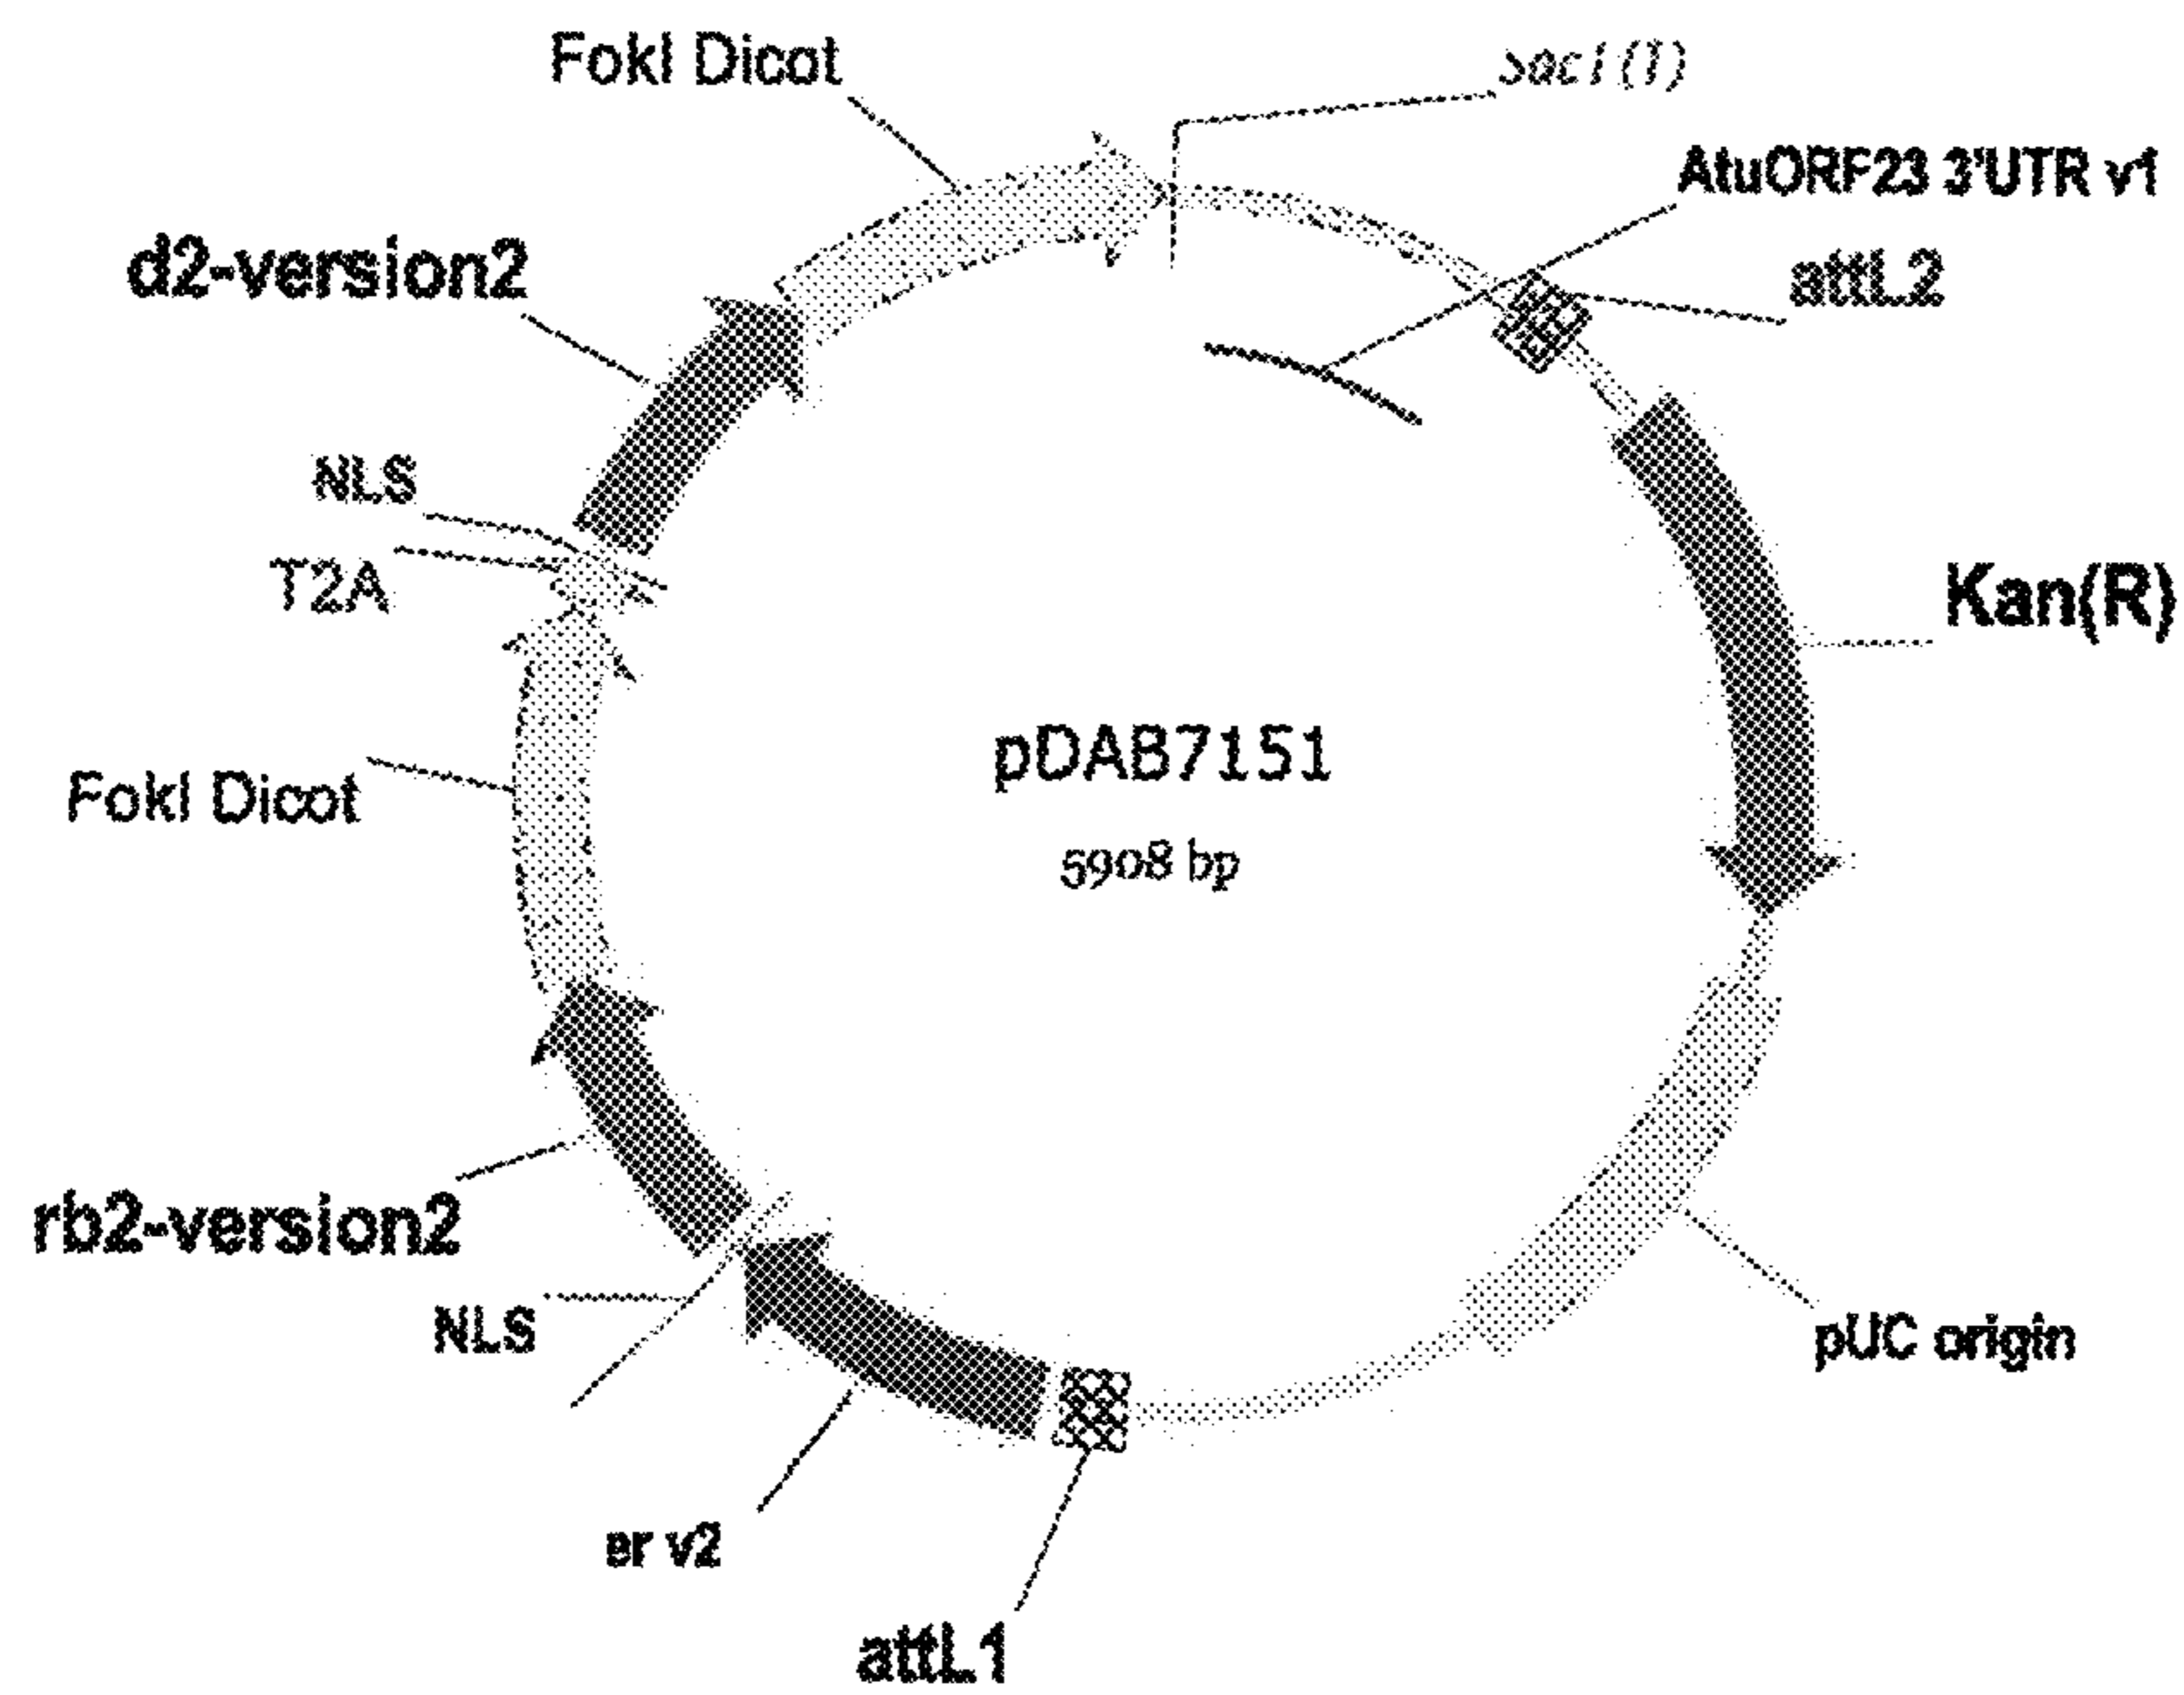 FokI Dicot
SacI (1)
AtuORF23 3'UTR v1
d2-version2
attL2
NLS
T2A
Kan(R)
pDAB7151
FokI Dicot
5908 bp
rb2-version2
NLS
pUC origin
er v2
attL1